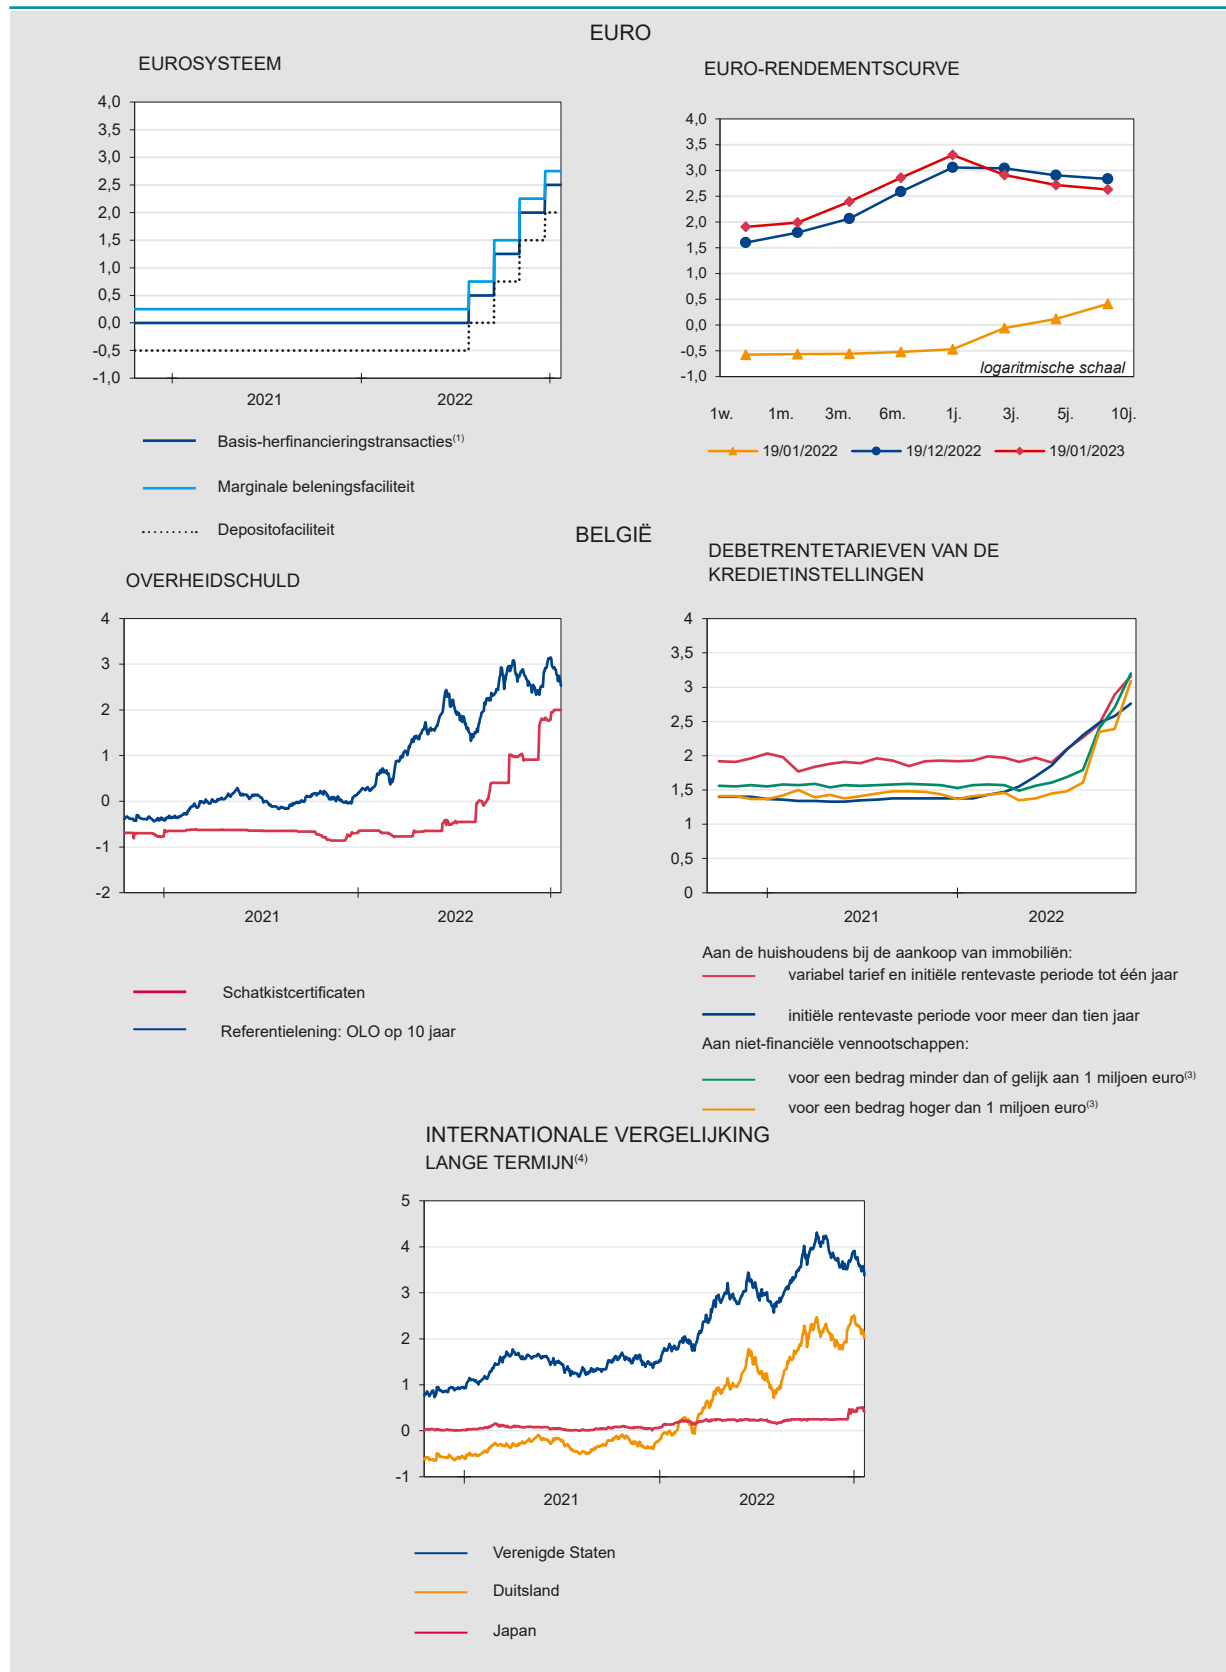 EURO
EUROSYSTEEM
4,0
3,5
3,0
2,5
2,0
1,5
1,0
0,5
0,0
-0,5
-1,0
2021
2022
Basis-herfinancieringstransacties(1)
Marginale beleningsfaciliteit
Depositofaciliteit
EURO-RENDEMENTSCURVE
4,0
3,5
3,0
2,5
2,0
1,5
1,0
0,5
0,0
-0,5
-1,0
logaritmische schaal
1w. 1m. 3m. 6m. 1j. 3j. 5j. 10j.
19/01/2022 19/12/2022 19/01/2023
BELGIË
OVERHEIDSCHULD
4
3
2
1
0
-1
-2
2021
2022
Schatkistcertificaten
Referentielening: OLO op 10 jaar
DEBETRENTETARIEVEN VAN DE
KREDIETINSTELLINGEN
4
3,5
3
2,5
2
1,5
1
0,5
0
2021
2022
Aan de huishoudens bij de aankoop van immobiliën:
variabel tarief en initiële rentevaste periode tot één jaar
initiële rentevaste periode voor meer dan tien jaar
Aan niet-financiële vennootschappen:
voor een bedrag minder dan of gelijk aan 1 miljoen euro(3)
voor een bedrag hoger dan 1 miljoen euro(3)
INTERNATIONALE VERGELIJKING
LANGE TERMIJN(4)
5
4
3
2
1
0
-1
2021
2022
Verenigde Staten
Duitsland
Japan